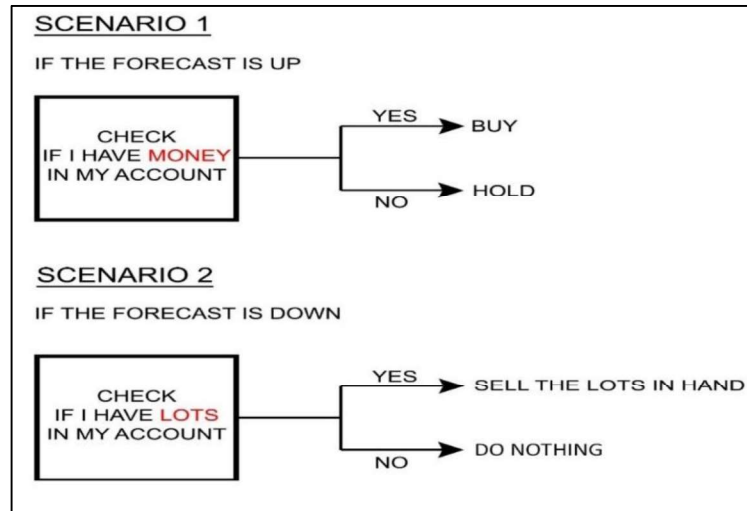 SCENARIO 1
IF THE FORECAST IS UP
CHECK
IF I HAVE MONEY
IN MY ACCOUNT
YES
BUY
NO
HOLD
SCENARIO 2
IF THE FORECAST IS DOWN
CHECK
IF I HAVE LOTS
IN MY ACCOUNT
YES
SELL THE LOTS IN HAND
NO
DO NOTHING